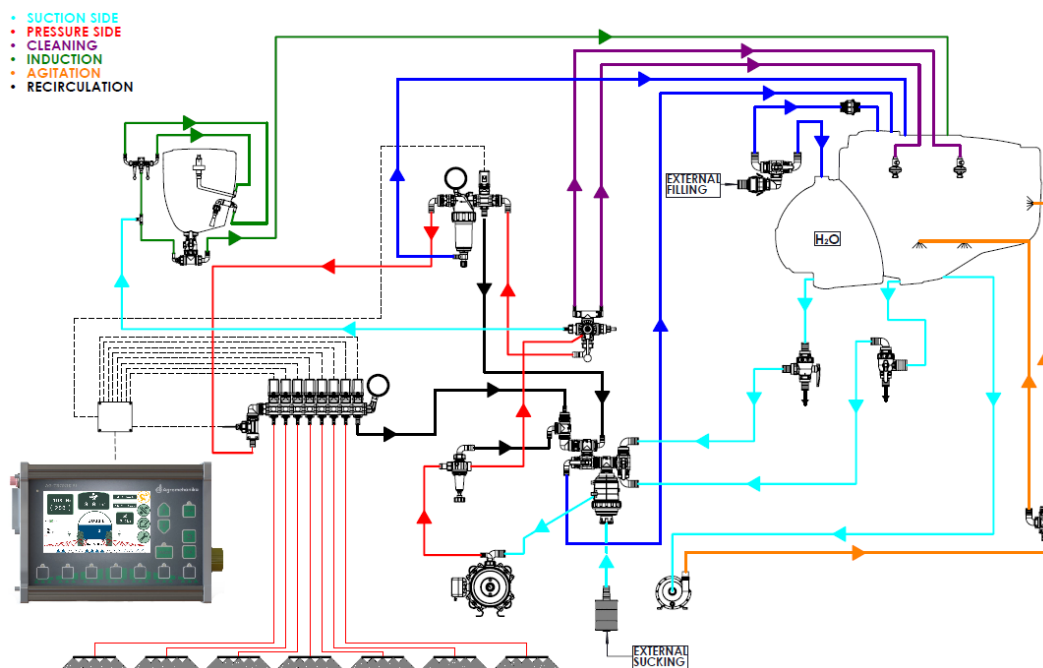 SUCTION SIDE
PRESSURE SIDE
CLEANING
INDUCTION
AGITATION
RECIRCULATION
EXTERNAL
FILLING
H₂O
EXTERNAL
SUCKING